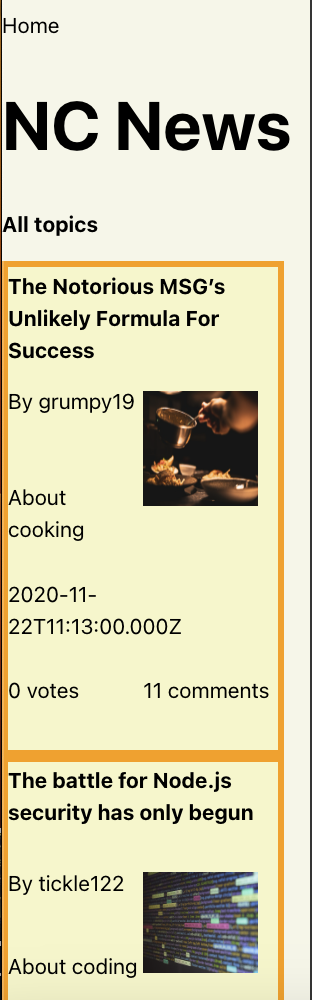 Home
NC News
All topics
The Notorious MSG’s
Unlikely Formula For
Success
By grumpy19
About
cooking
2020-11-
22T11:13:00.000Z
0 votes 11 comments
The battle for Node.js
security has only begun
By tickle122
About coding